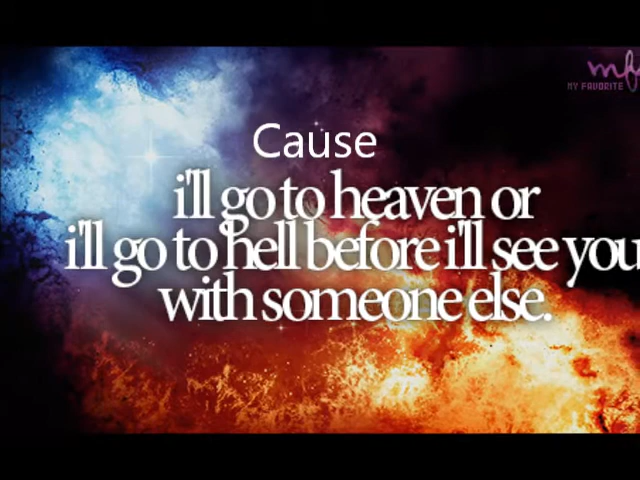 MY FAVORITE
Cause
i'll go to heaven or
i'll go to hell before i'll see you
with someone else.